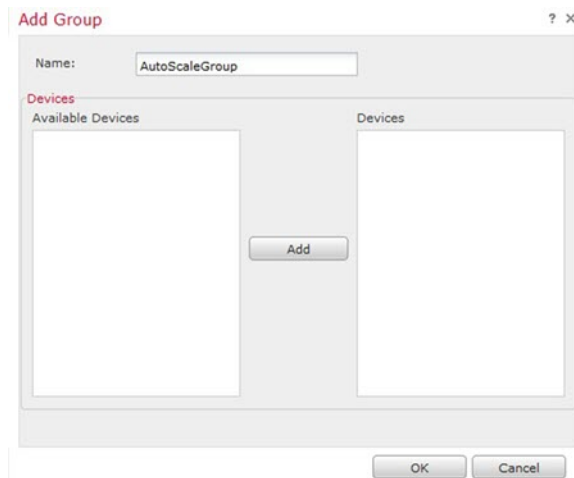 Add Group
? X
Name: AutoScaleGroup
Devices
Available Devices
Devices
Add
OK
Cancel